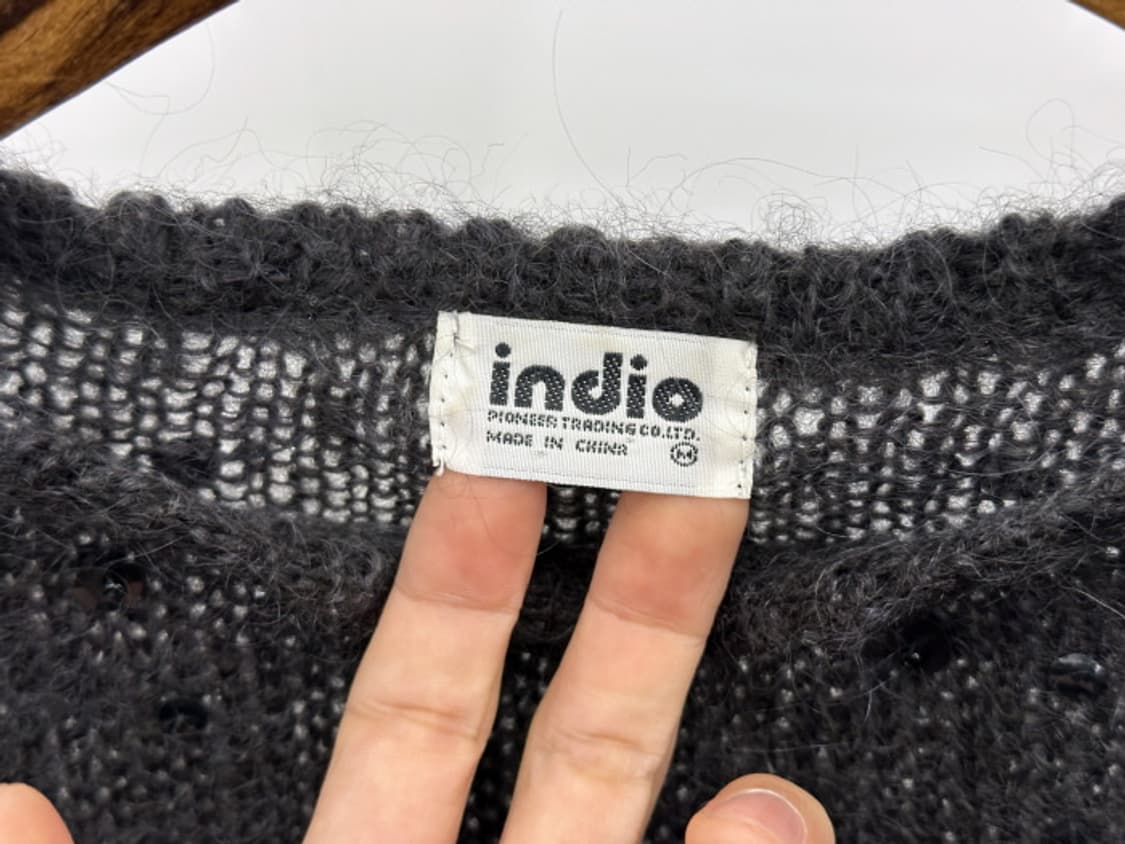 indio
PIONEER TRADING CO.LTD.
MADE IN CHINA M